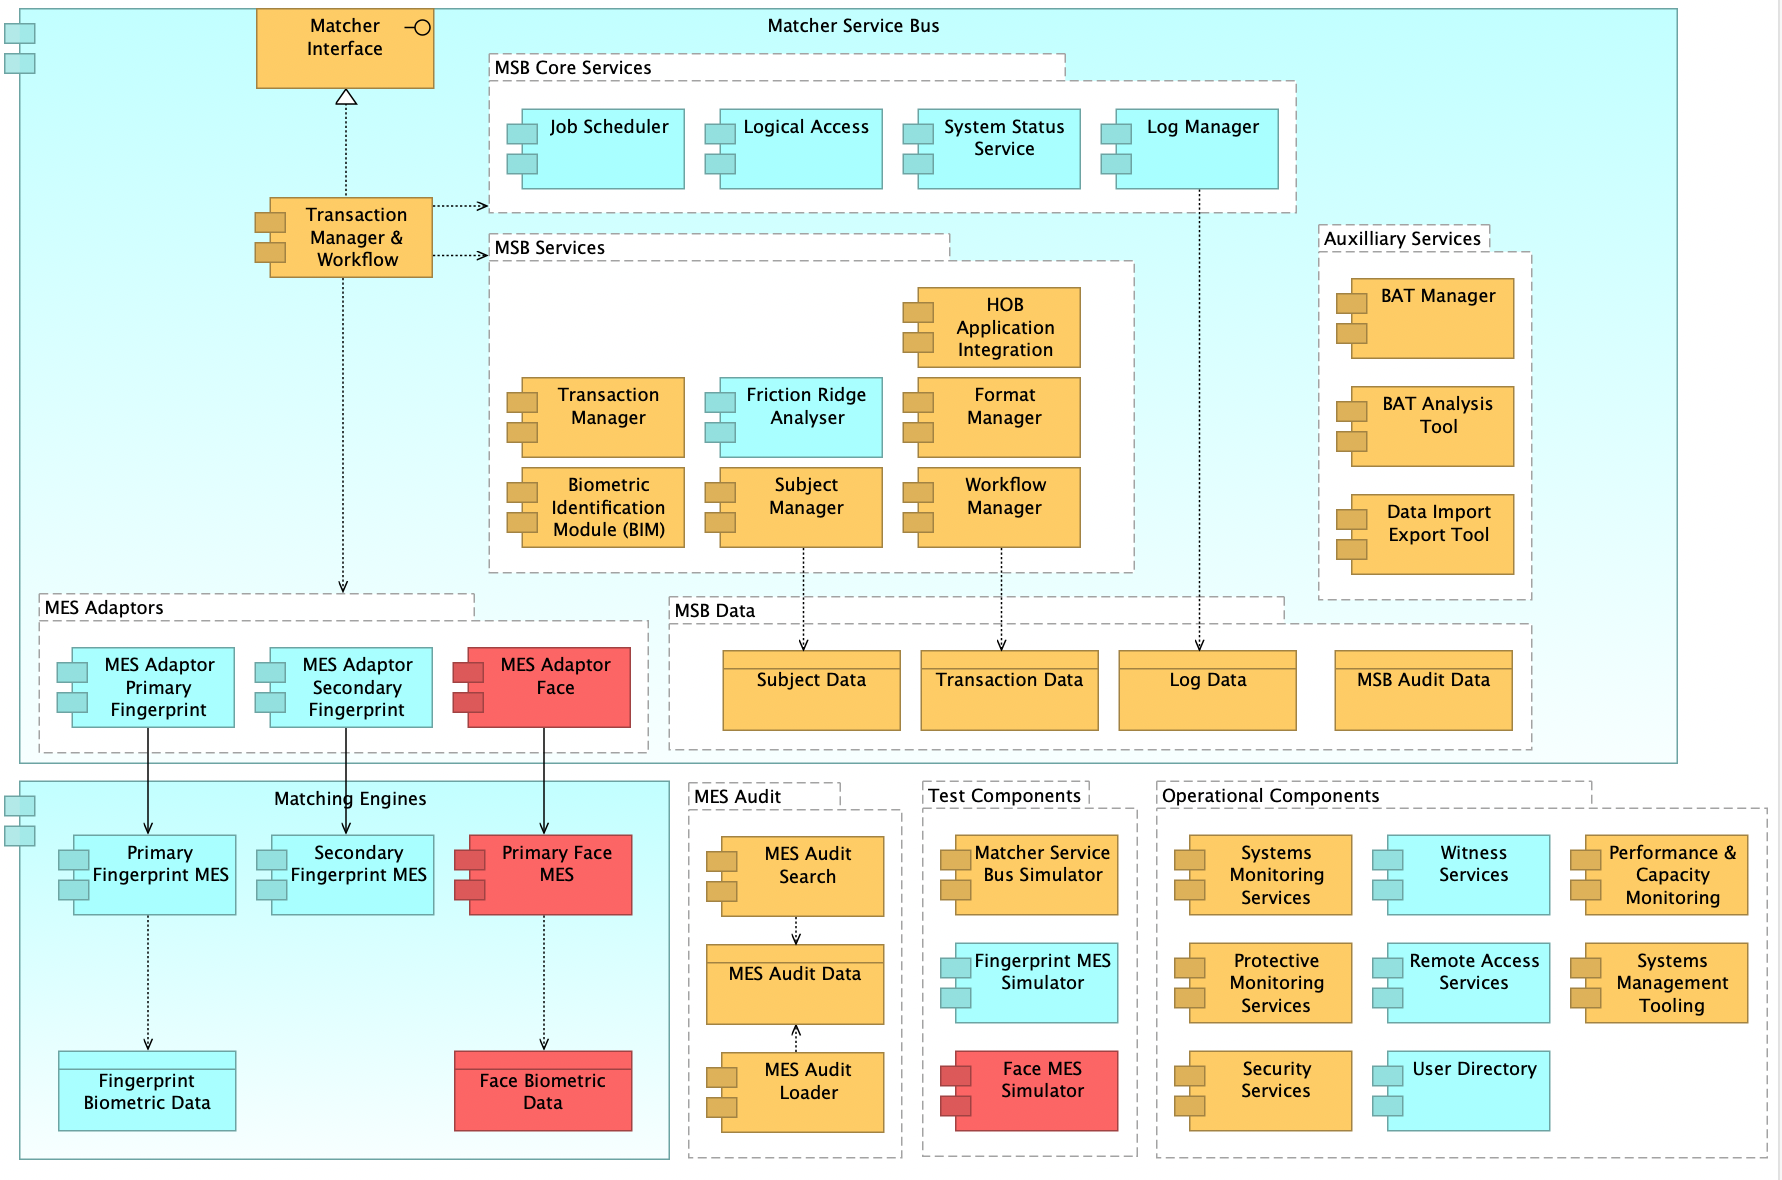 Matcher Service Bus
Matcher
Interface
MSB Core Services
Job Scheduler
Logical Access
System Status
Service
Log Manager
Transaction
Manager &
Workflow
MSB Services
HOB
Application
Integration
Transaction
Manager
Friction Ridge
Analyser
Format
Manager
Biometric
Identification
Module (BIM)
Subject
Manager
Workflow
Manager
Auxilliary Services
BAT Manager
BAT Analysis
Tool
Data Import
Export Tool
MES Adaptors
MES Adaptor
Primary
Fingerprint
MES Adaptor
Secondary
Fingerprint
MES Adaptor
Face
MSB Data
Subject Data
Transaction Data
Log Data
MSB Audit Data
Matching Engines
Primary
Fingerprint MES
Secondary
Fingerprint MES
Primary Face
MES
Fingerprint
Biometric Data
Face Biometric
Data
MES Audit
MES Audit
Search
MES Audit Data
MES Audit
Loader
Test Components
Matcher Service
Bus Simulator
Fingerprint MES
Simulator
Face MES
Simulator
Operational Components
Systems
Monitoring
Services
Witness
Services
Performance &
Capacity
Monitoring
Protective
Monitoring
Services
Remote Access
Services
Systems
Management
Tooling
Security
Services
User Directory